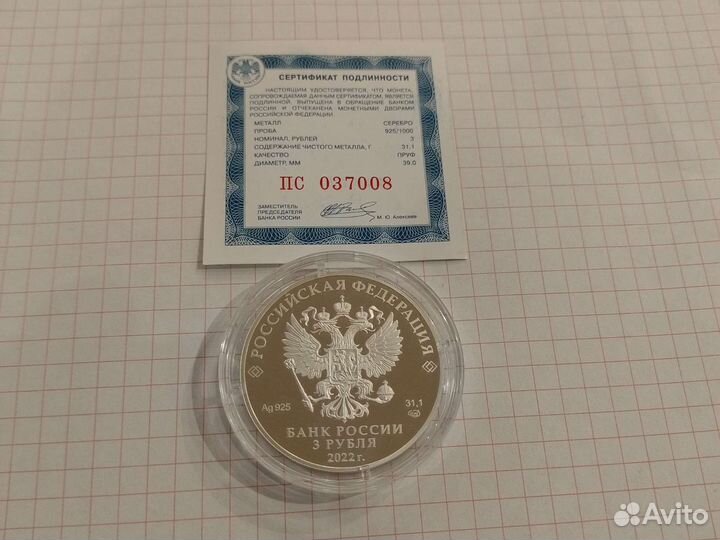 СЕРТИФИКАТ ПОДЛИННОСТИ
НАСТОЯЩИМ УДОСТОВЕРЯЕТСЯ, ЧТО МОНЕТА,
СОПРОВОЖДАЕМАЯ ДАННЫМ СЕРТИФИКАТОМ, ЯВЛЯЕТСЯ
ПОДЛИННОЙ, ВЫПУЩЕНА В ОБРАЩЕНИЕ БАНКОМ
РОССИИ И ОТЧЕКАНЕНА МОНЕТНЫМИ ДВОРАМИ
РОССИЙСКОЙ ФЕДЕРАЦИИ
МЕТАЛЛ СЕРЕБРО
ПРОБА 925/1000
НОМИНАЛ, РУБЛЕЙ 3
СОДЕРЖАНИЕ ЧИСТОГО МЕТАЛЛА, Г 31.1
КАЧЕСТВО ПРУФ
ДИАМЕТР, ММ 39.0
ПС 037008
ЗАМЕСТИТЕЛЬ
ПРЕДСЕДАТЕЛЯ
БАНКА РОССИИ М. Ю. Алексеев
РОССИЙСКАЯ ФЕДЕРАЦИЯ
Ag 925 31,1
БАНК РОССИИ
3 РУБЛЯ
2022 г.
Avito